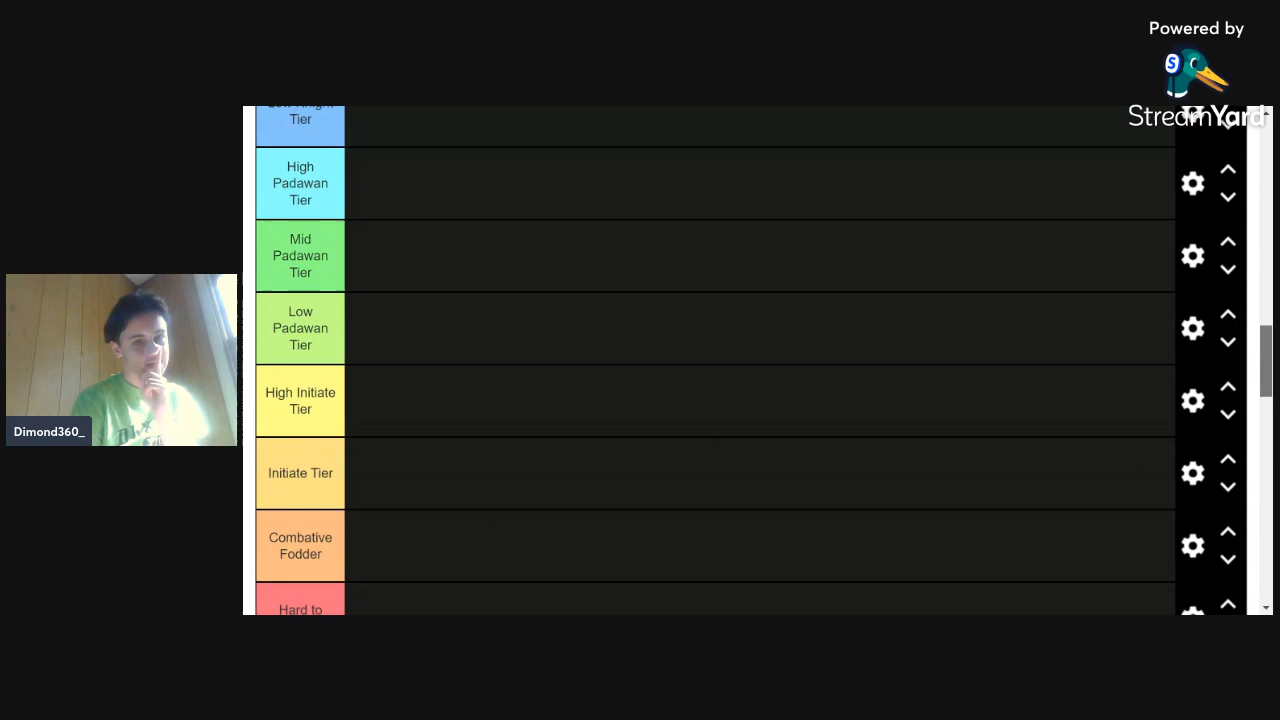 Powered by
StreamYard
Tier
High
Padawan
Tier
Mid
Padawan
Tier
Low
Padawan
Tier
High Initiate
Tier
Initiate Tier
Combative
Fodder
Hard to
Dimond360_